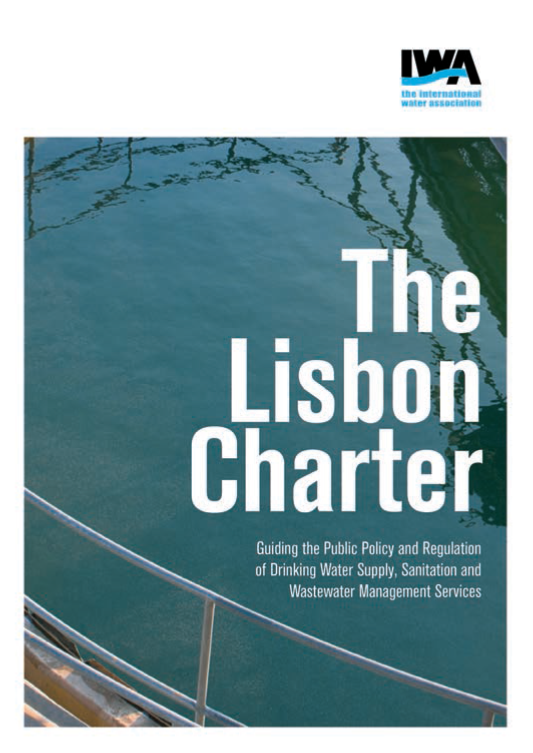 IWA
the international
water association
The
Lisbon
Charter
Guiding the Public Policy and Regulation
of Drinking Water Supply, Sanitation and
Wastewater Management Services